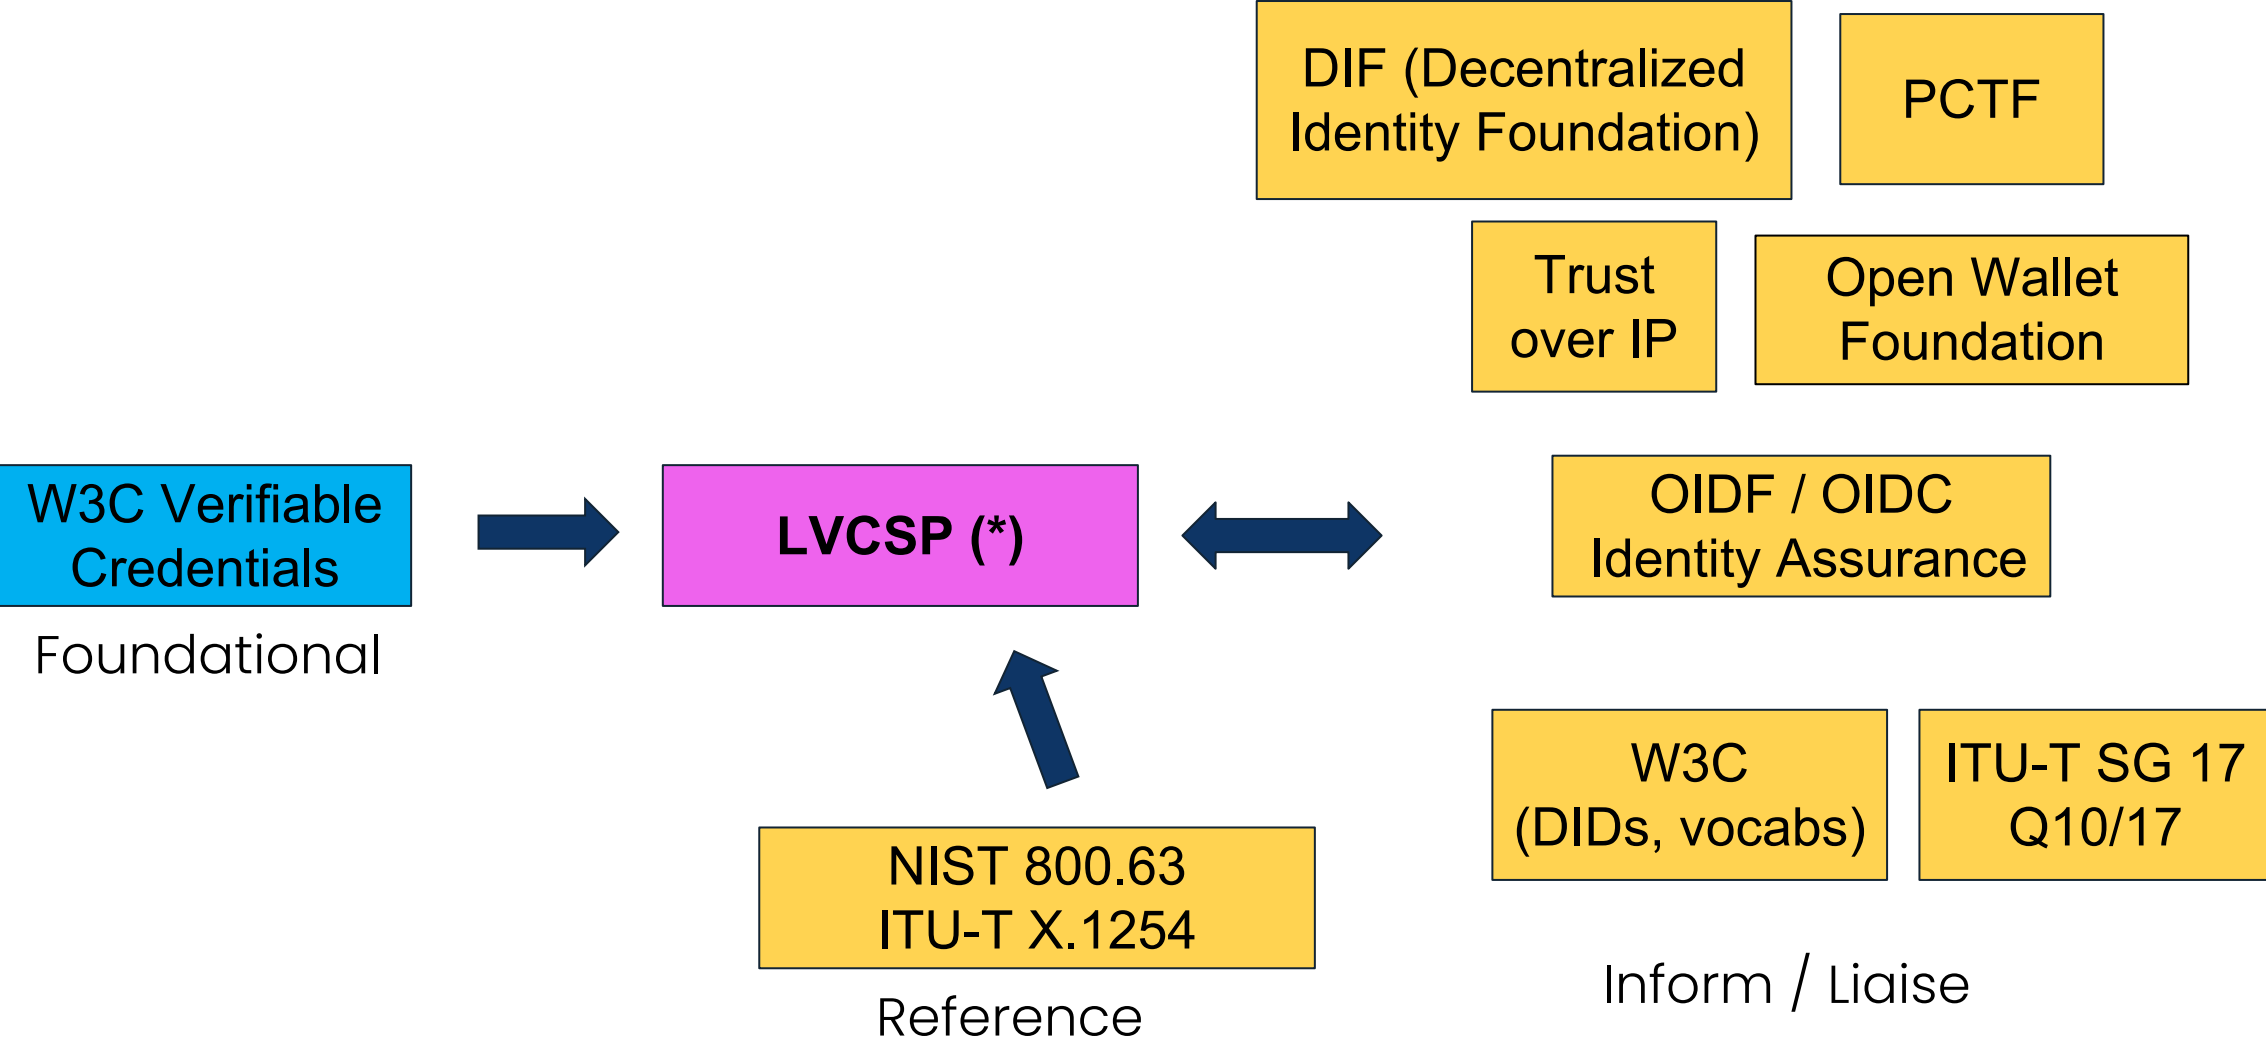 DIF (Decentralized
Identity Foundation)
PCTF
Trust
over IP
Open Wallet
Foundation
W3C Verifiable
Credentials
Foundational
LVCSP (*)
OIDF / OIDC
Identity Assurance
W3C
(DIDs, vocabs)
ITU-T SG 17
Q10/17
NIST 800.63
ITU-T X.1254
Reference
Inform / Liaise